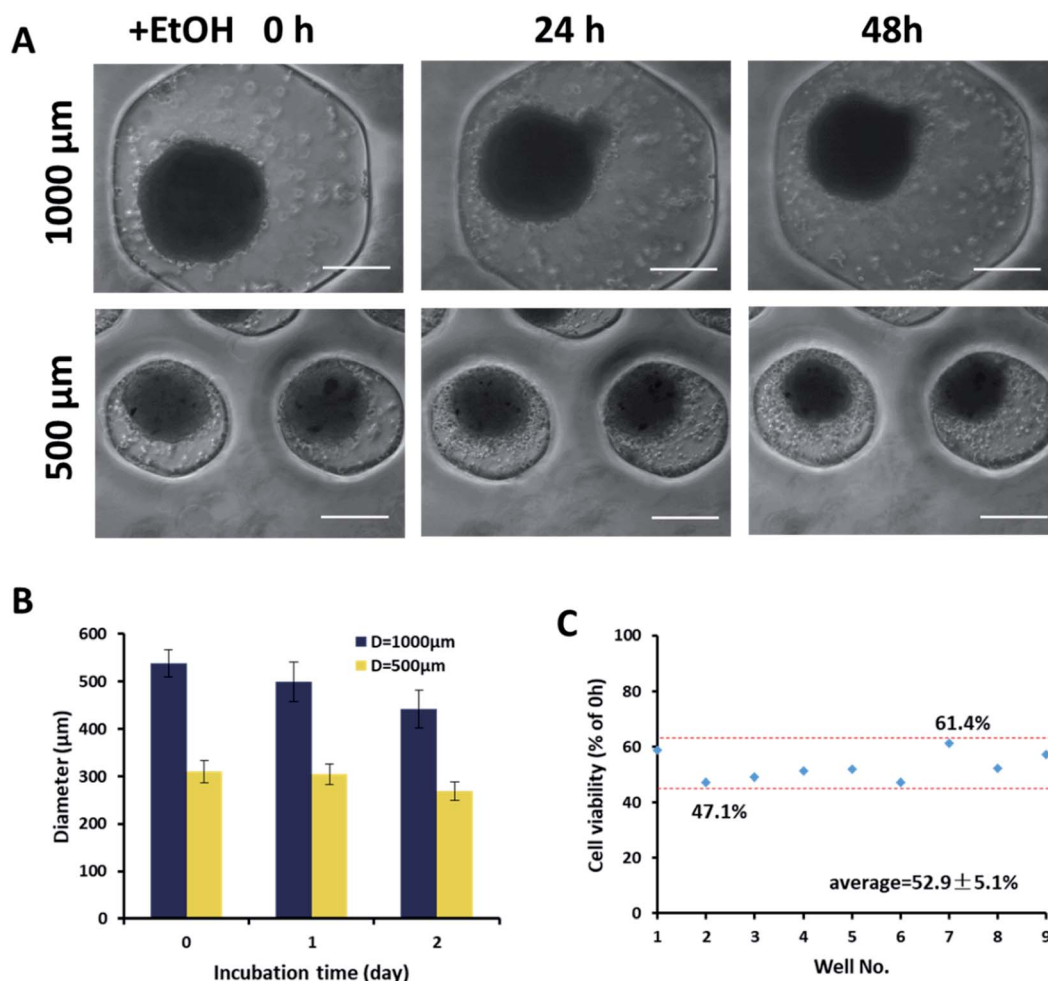 A
+EtOH 0 h
24 h
48h
1000 µm
500 µm
B
600
500
400
300
200
100
0
Diameter (µm)
D=1000µm
D=500µm
0
1
2
Incubation time (day)
C
100
80
60
40
20
0
Cell viability (% of 0h)
61.4%
47.1%
average=52.9±5.1%
1
2
3
4
5
6
7
8
9
Well No.